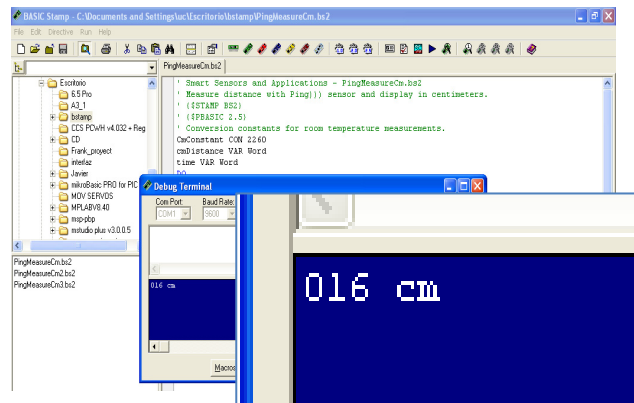 BASIC Stamp - C:\Documents and Settings\uc\Escritorio\bstamp\PingMeasureCm.bs2
File Edit Directive Run Help
PingMeasureCm.bs2
Escritorio
6.5 Pro
A3_1
bstamp
CCS PCWH v4.032 + Reg
CD
Frank_proyect
interfaz
Javier
mikroBasic PRO for PIC
MOV SERVOS
MPLABV8.40
msp-pbp
mstudio plus v3.0.0.5
PingMeasureCm.bs2
PingMeasureCm2.bs2
PingMeasureCm3.bs2
' Smart Sensors and Applications - PingMeasureCm.bs2
' Measure distance with Ping))) sensor and display in centimeters.
' {$STAMP BS2}
' {$PBASIC 2.5}
' Conversion constants for room temperature measurements.
CmConstant CON 2260
cmDistance VAR Word
time VAR Word
DO
Debug Terminal
Com Port: Baud Rate:
COM1 9600
016 cm
Macros
016 cm